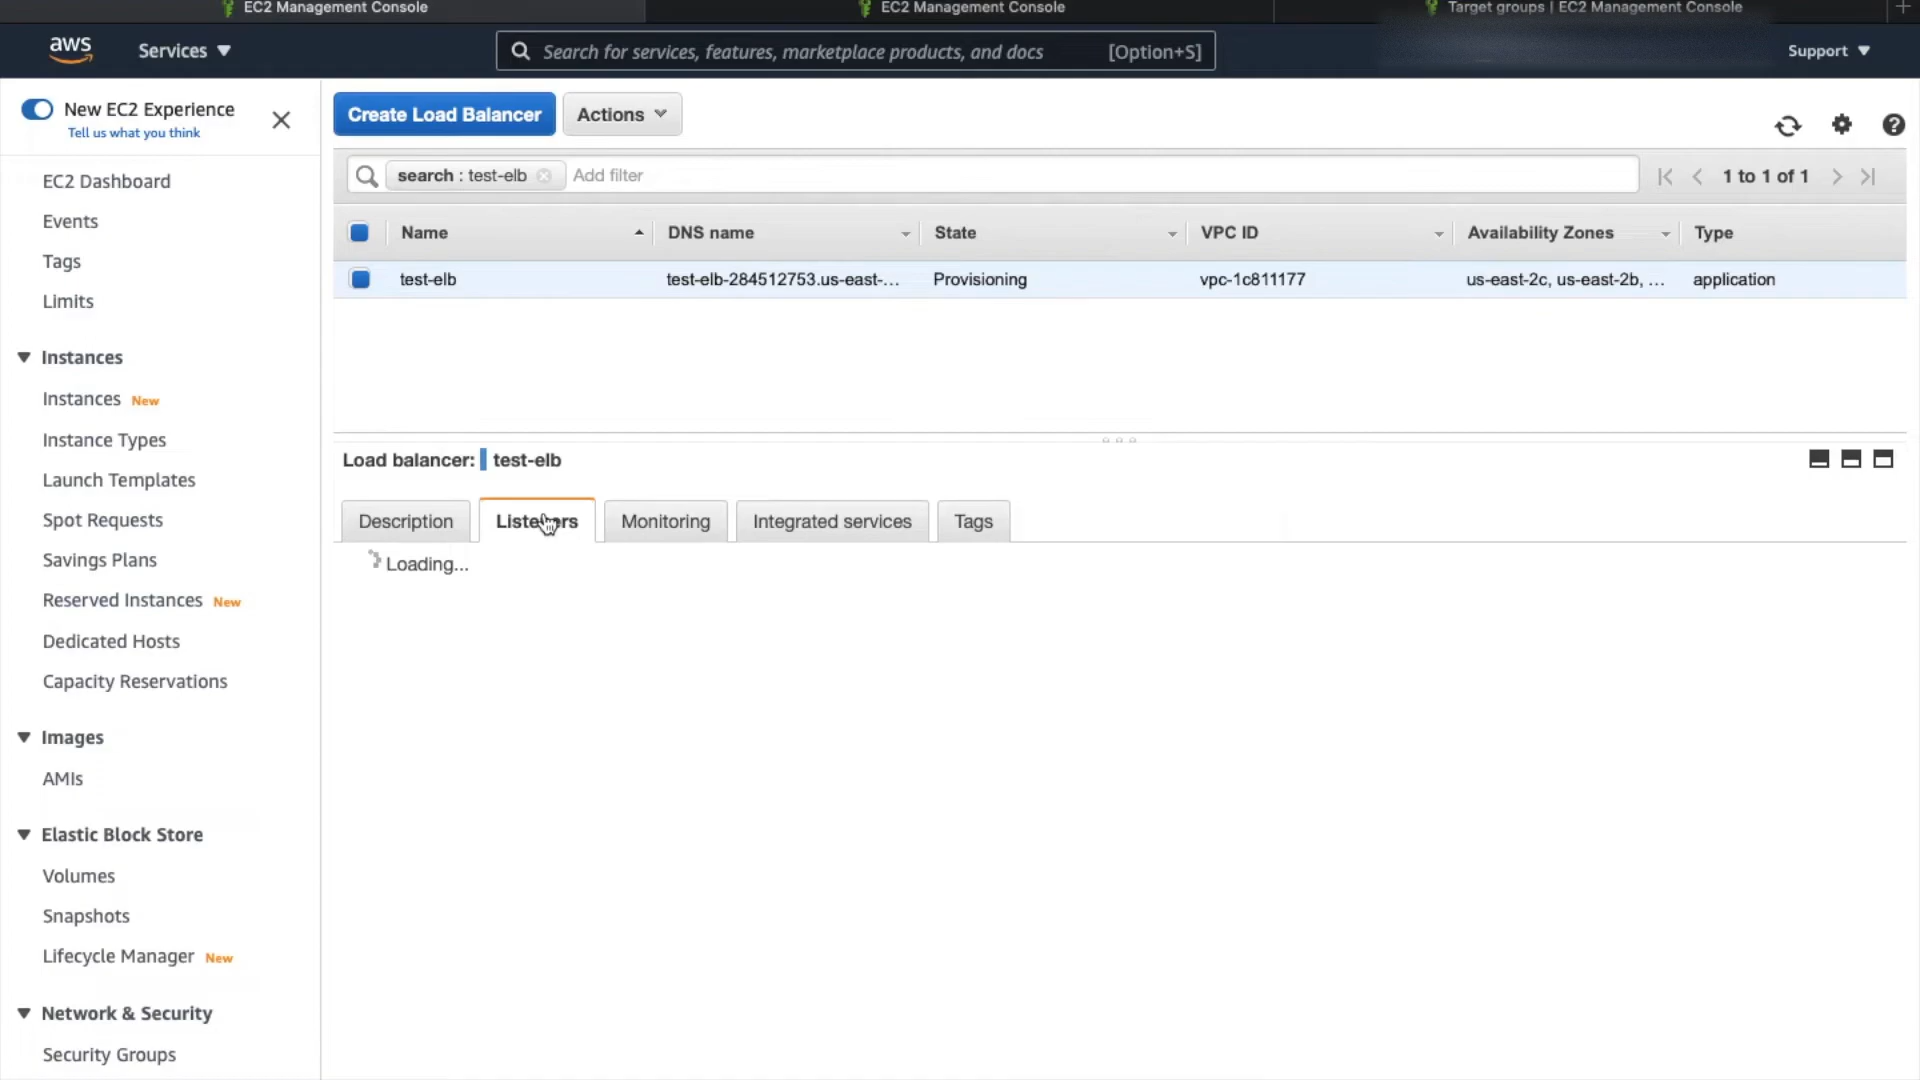 EC2 Management Console
EC2 Management Console
Target groups | EC2 Management Console
aws
Services
Search for services, features, marketplace products, and docs
[Option+S]
Support
New EC2 Experience
Tell us what you think
EC2 Dashboard
Events
Tags
Limits
Instances
Instances New
Instance Types
Launch Templates
Spot Requests
Savings Plans
Reserved Instances New
Dedicated Hosts
Capacity Reservations
Images
AMIs
Elastic Block Store
Volumes
Snapshots
Lifecycle Manager New
Network & Security
Security Groups
Create Load Balancer
Actions
search : test-elb
Add filter
1 to 1 of 1
Name DNS name State VPC ID Availability Zones Type
test-elb test-elb-284512753.us-east-... Provisioning vpc-1c811177 us-east-2c, us-east-2b, ... application
Load balancer: test-elb
Description Listeners Monitoring Integrated services Tags
Loading...